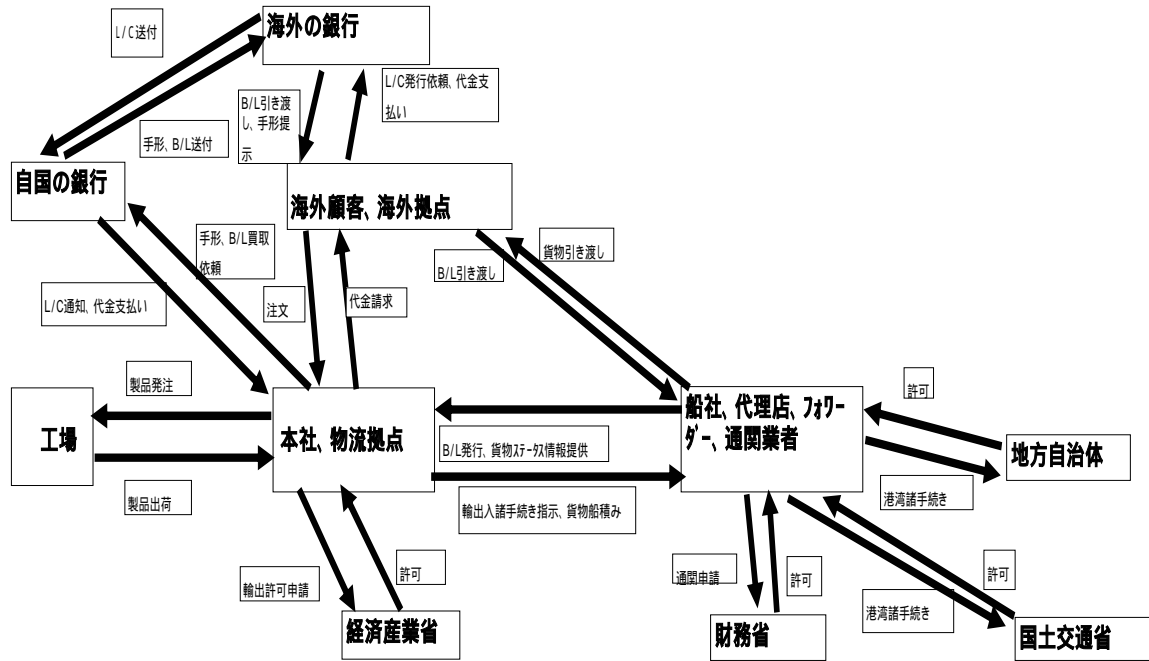 海外の銀行
L/C送付
L/C発行依頼、代金支
払い
B/L引き渡
し、手形提
示
手形、B/L送付
自国の銀行
海外顧客、海外拠点
手形、B/L買取
依頼
貨物引き渡し
B/L引き渡し
L/C通知、代金支払い
注文
代金請求
製品発注
工場
本社、物流拠点
船社、代理店、ﾌｫﾜｰ
ﾀﾞｰ、通関業者
許可
地方自治体
B/L発行、貨物ｽﾃｰﾀｽ情報提供
製品出荷
輸出入諸手続き指示、貨物船積み
港湾諸手続き
輸出許可申請
許可
通関申請
許可
許可
港湾諸手続き
経済産業省
財務省
国土交通省